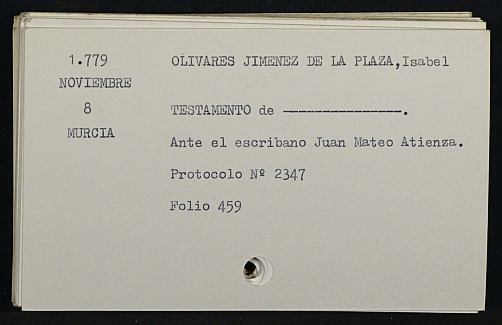 1.779 OLIVARES JIMENEZ DE LA PLAZA,Isabel
NOVIEMBRE
8 TESTAMENTO de ---------------.
MURCIA
Ante el escribano Juan Mateo Atienza.
Protocolo Nº 2347
Folio 459